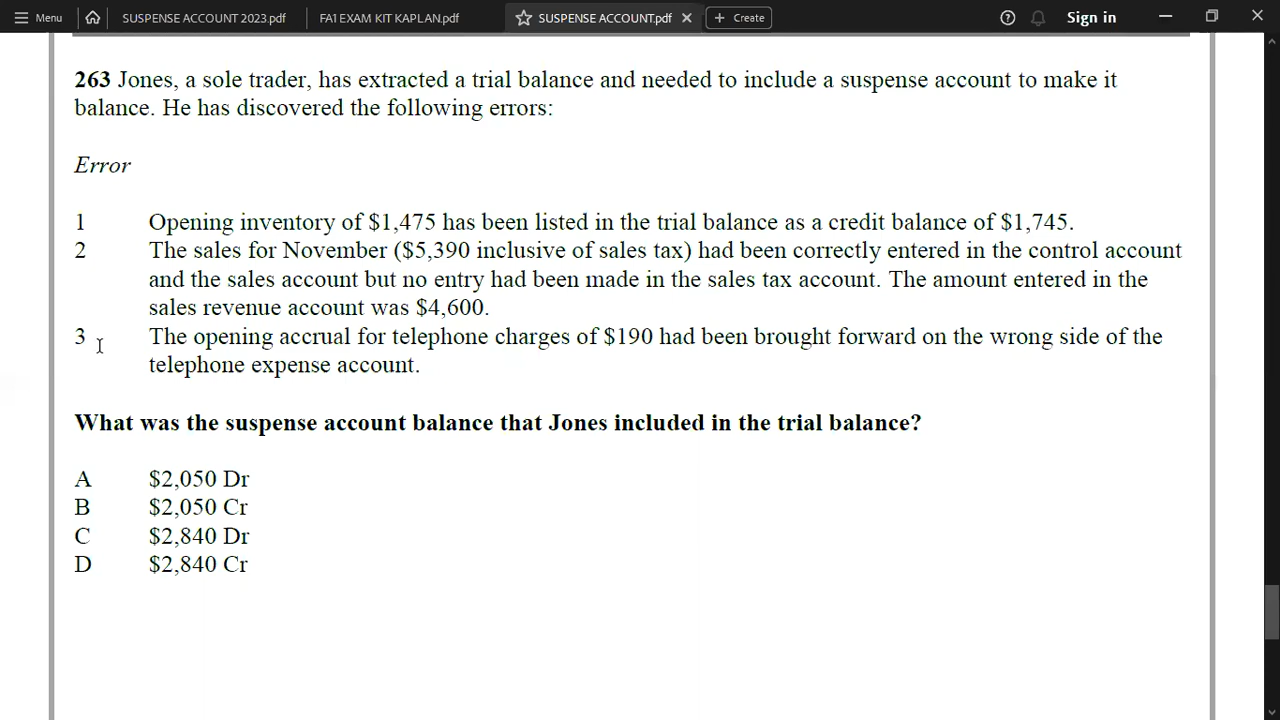 Menu SUSPENSE ACCOUNT 2023.pdf FA1 EXAM KIT KAPLAN.pdf SUSPENSE ACCOUNT.pdf Create Sign in
263 Jones, a sole trader, has extracted a trial balance and needed to include a suspense account to make it
balance. He has discovered the following errors:
Error
1 Opening inventory of $1,475 has been listed in the trial balance as a credit balance of $1,745.
2 The sales for November ($5,390 inclusive of sales tax) had been correctly entered in the control account
and the sales account but no entry had been made in the sales tax account. The amount entered in the
sales revenue account was $4,600.
3 The opening accrual for telephone charges of $190 had been brought forward on the wrong side of the
telephone expense account.
What was the suspense account balance that Jones included in the trial balance?
A $2,050 Dr
B $2,050 Cr
C $2,840 Dr
D $2,840 Cr